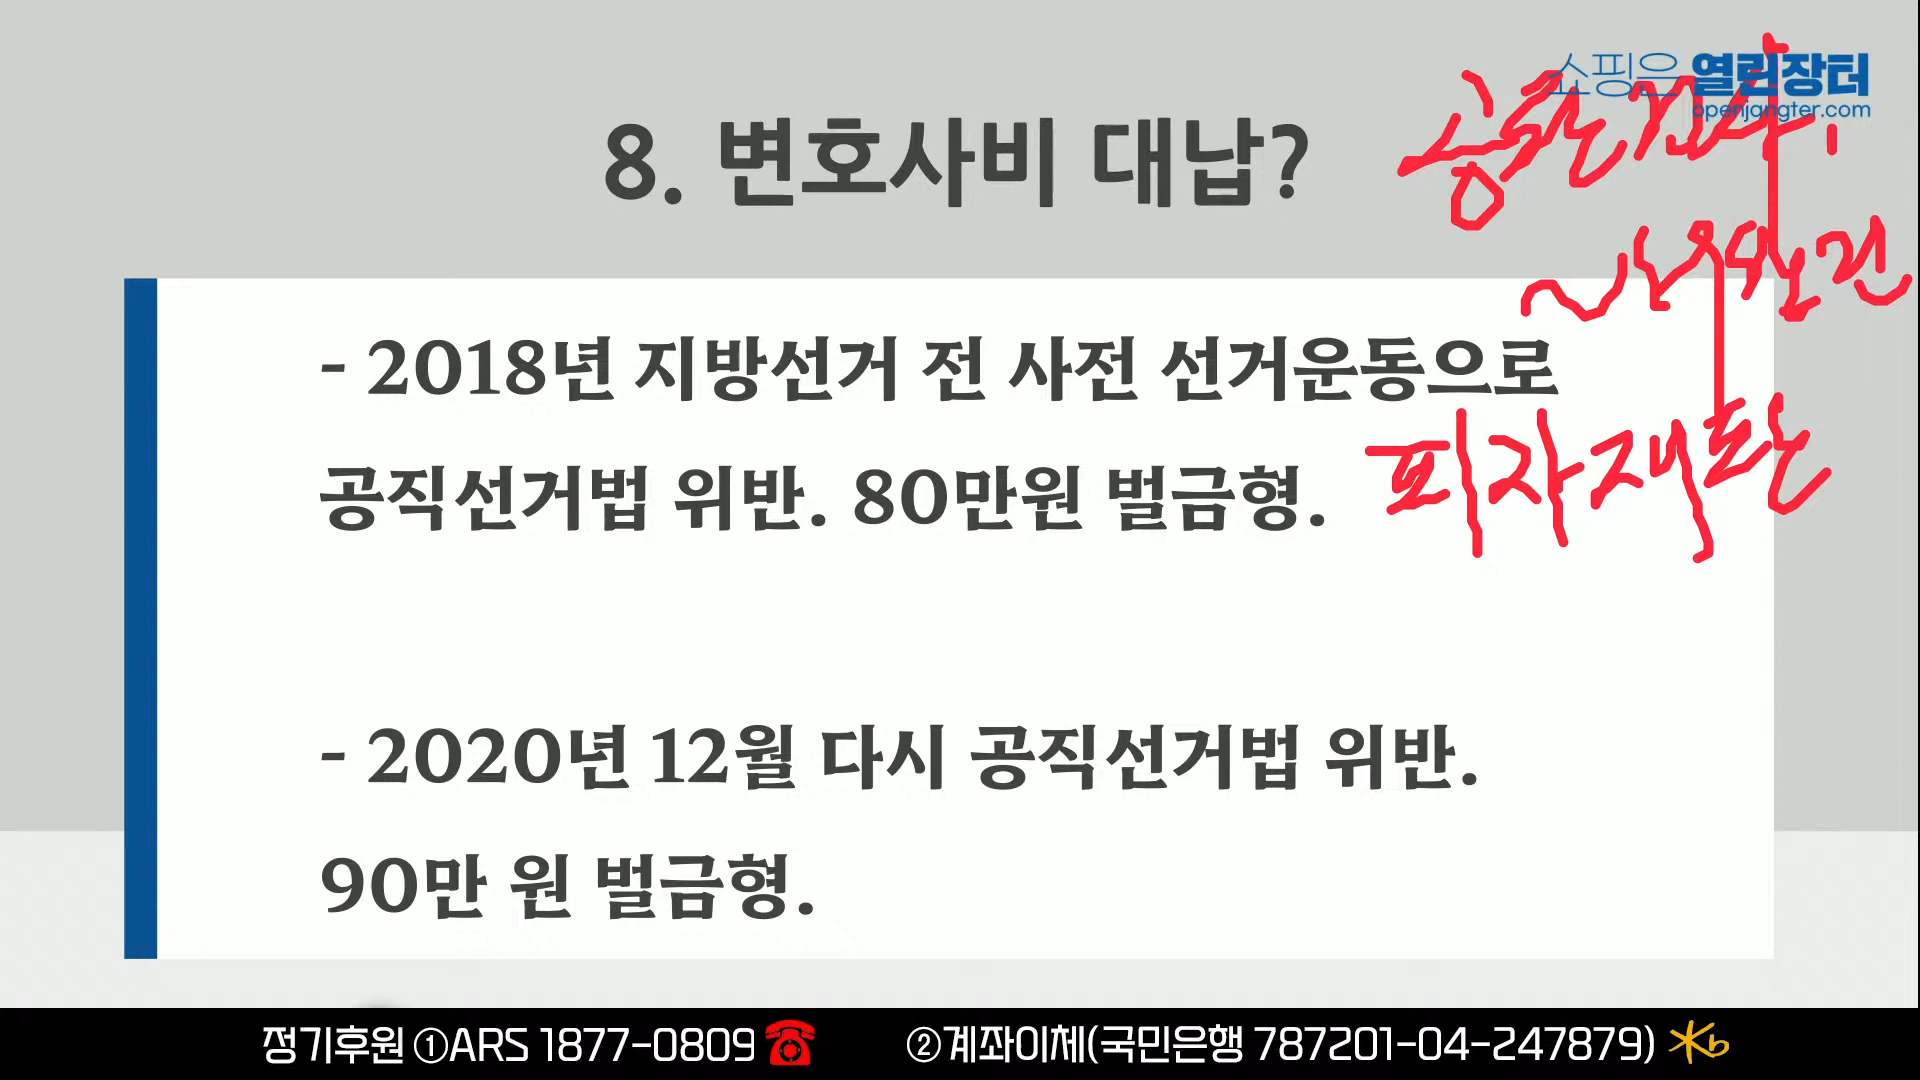 쇼핑은 열린장터
openjangter.com
8. 변호사비 대납?
- 2018년 지방선거 전 사전 선거운동으로
공직선거법 위반. 80만원 벌금형.
피자재판
- 2020년 12월 다시 공직선거법 위반.
90만 원 벌금형.
정기후원 ①ARS 1877-0809 ②계좌이체(국민은행 787201-04-247879)